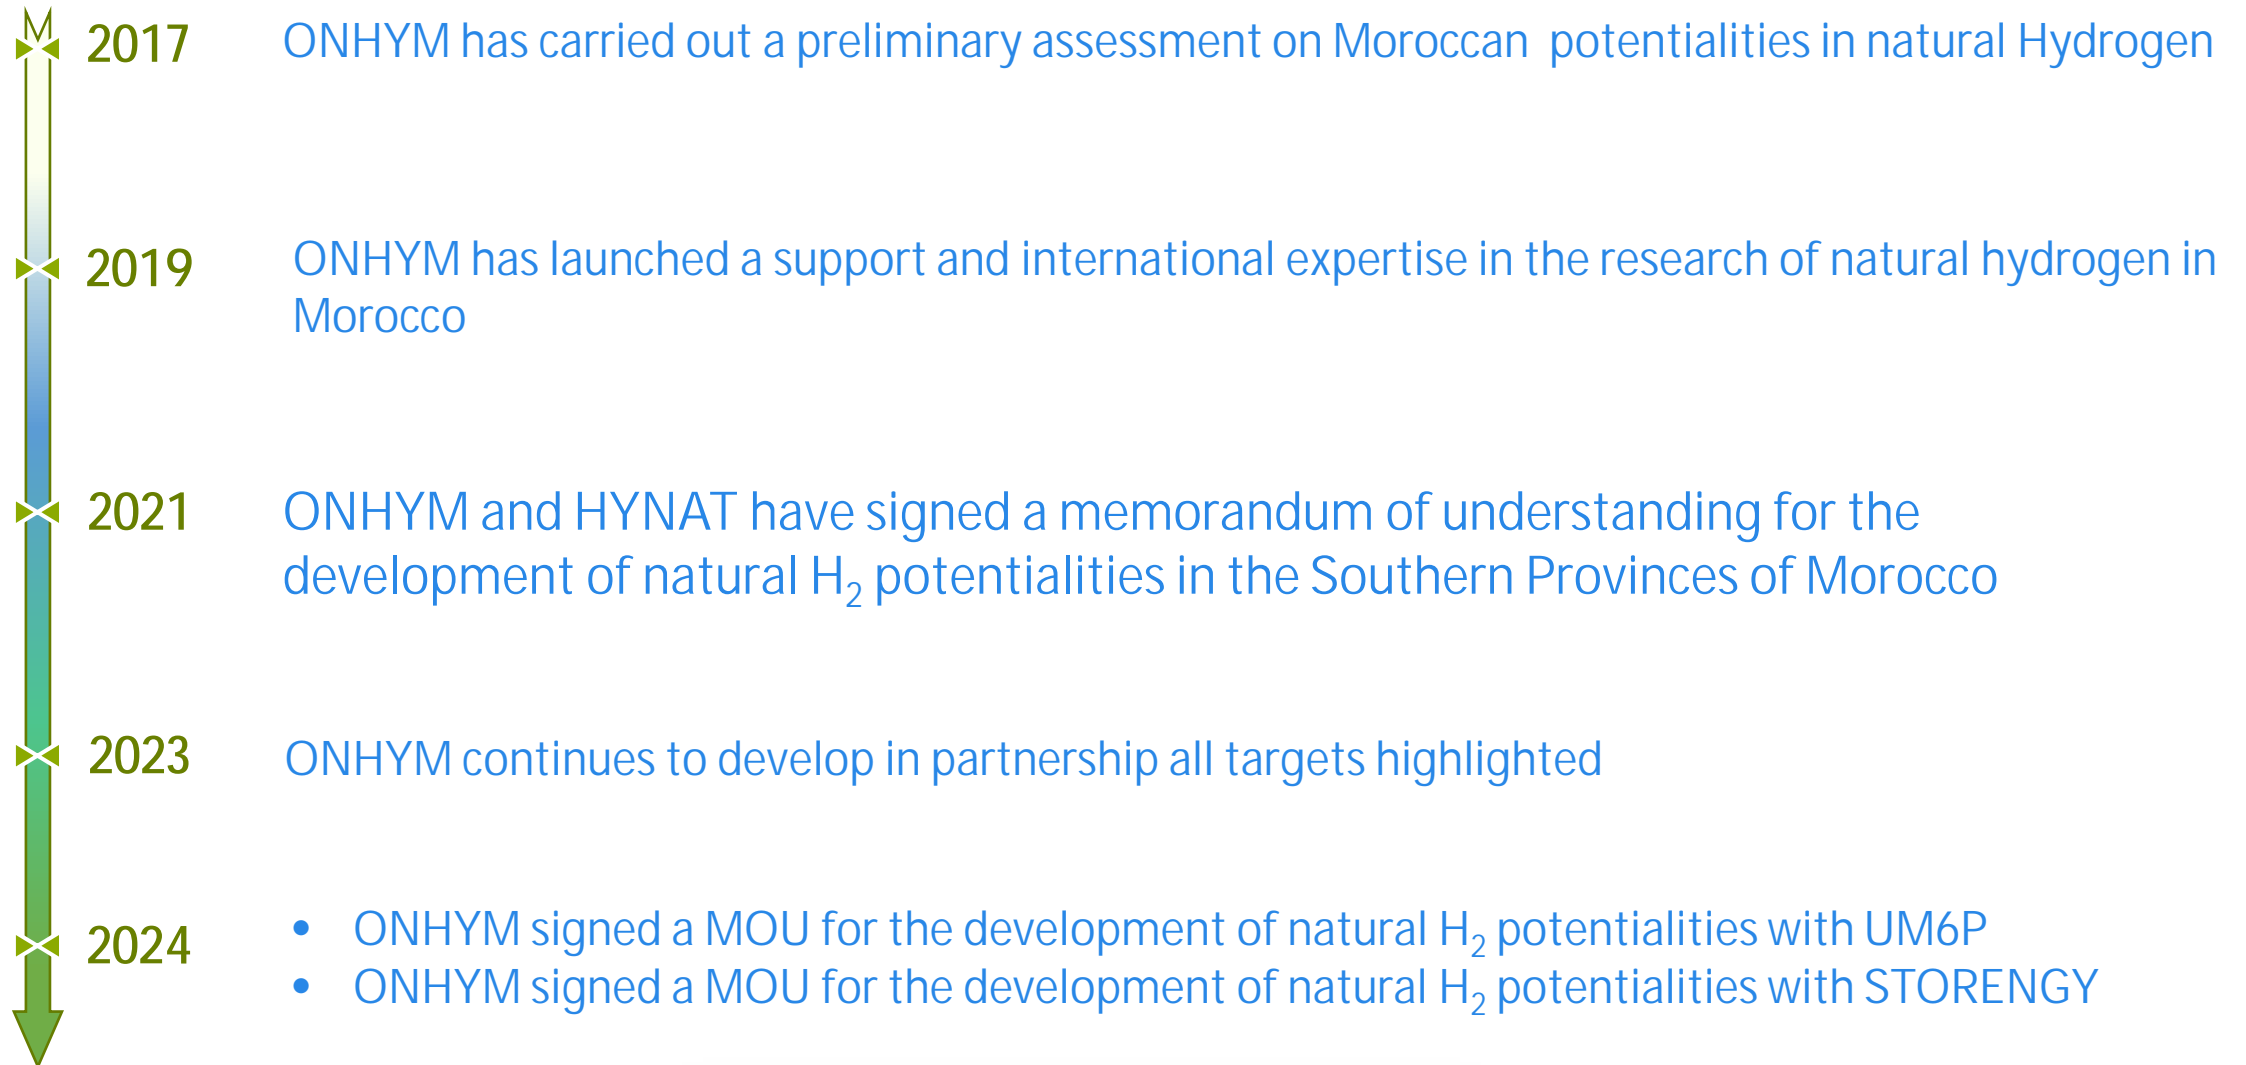 2017 ONHYM has carried out a preliminary assessment on Moroccan potentialities in natural Hydrogen
2019 ONHYM has launched a support and international expertise in the research of natural hydrogen in
Morocco
2021 ONHYM and HYNAT have signed a memorandum of understanding for the
development of natural H₂ potentialities in the Southern Provinces of Morocco
2023 ONHYM continues to develop in partnership all targets highlighted
2024 • ONHYM signed a MOU for the development of natural H₂ potentialities with UM6P
• ONHYM signed a MOU for the development of natural H₂ potentialities with STORENGY